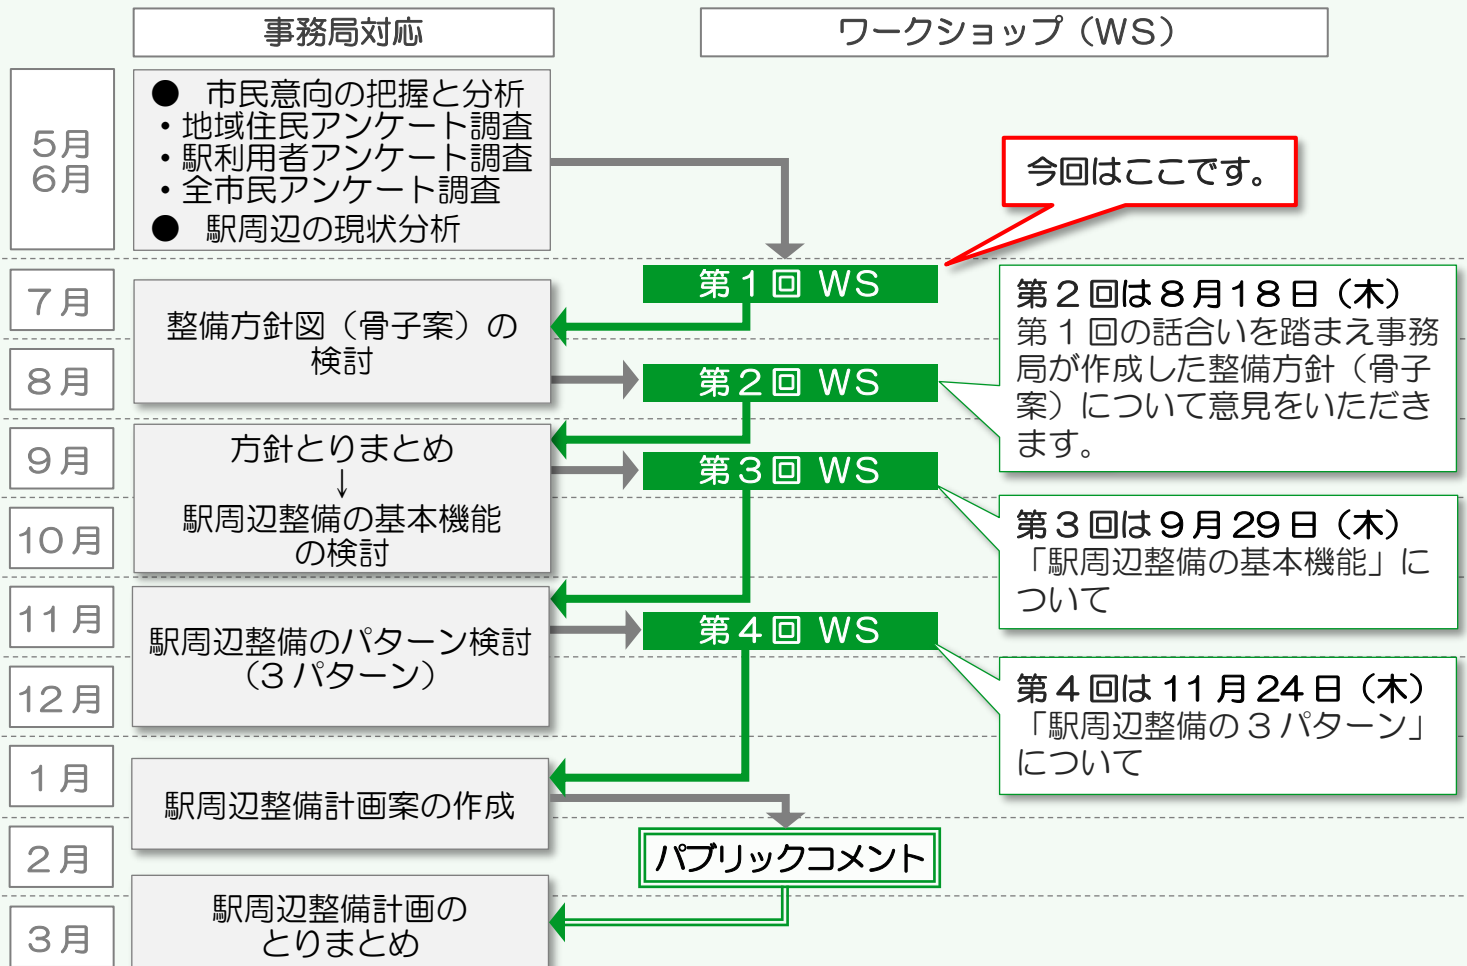 事務局対応
ワークショップ（WS）
5月
6月
● 市民意向の把握と分析
・地域住民アンケート調査
・駅利用者アンケート調査
・全市民アンケート調査
● 駅周辺の現状分析
今回はここです。
7月
第1回 WS
整備方針図（骨子案）の
検討
第2回は8月18日（木）
第1回の話合いを踏まえ事務
局が作成した整備方針（骨子
案）について意見をいただき
ます。
8月
第2回 WS
9月
方針とりまとめ
↓
駅周辺整備の基本機能
の検討
第3回 WS
10月
第3回は9月29日（木）
「駅周辺整備の基本機能」に
ついて
11月
駅周辺整備のパターン検討
（3パターン）
第4回 WS
12月
第4回は11月24日（木）
「駅周辺整備の3パターン」
について
1月
駅周辺整備計画案の作成
2月
パブリックコメント
3月
駅周辺整備計画の
とりまとめ